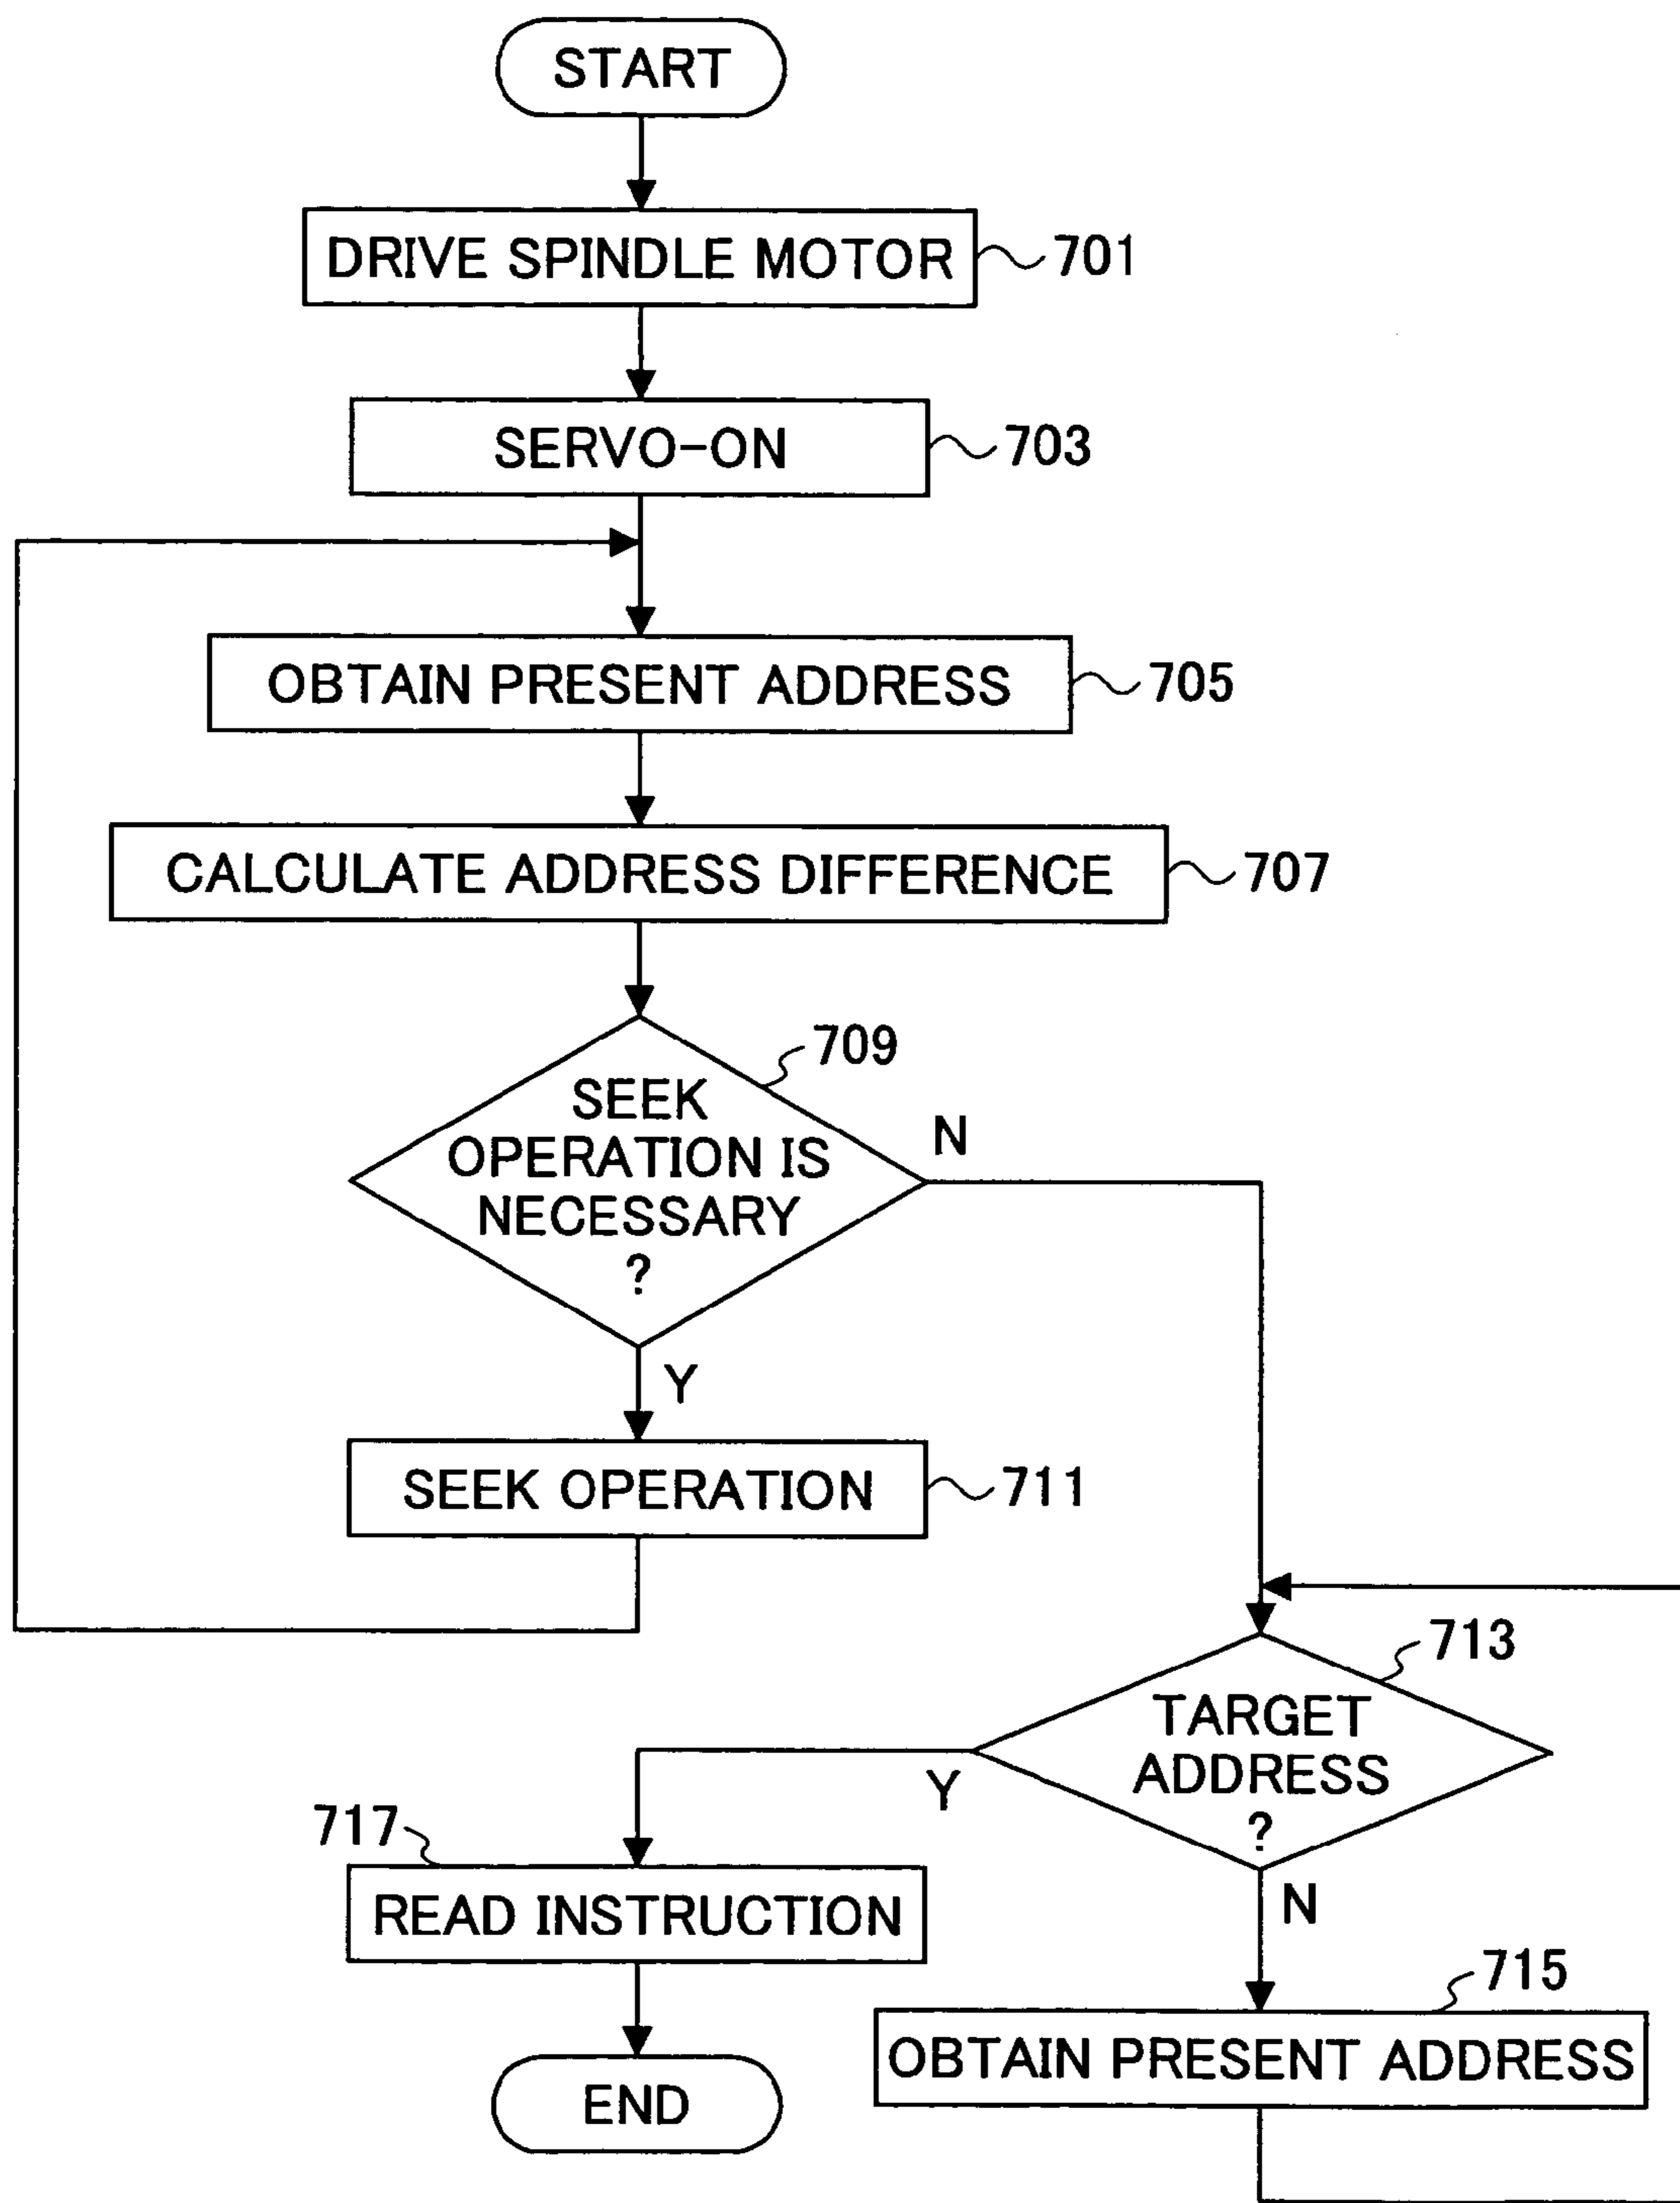 START
DRIVE SPINDLE MOTOR
701
SERVO-ON
703
OBTAIN PRESENT ADDRESS
705
CALCULATE ADDRESS DIFFERENCE
707
709
SEEK
OPERATION IS
NECESSARY
?
N
Y
SEEK OPERATION
711
713
TARGET
ADDRESS
?
Y
N
717
READ INSTRUCTION
715
OBTAIN PRESENT ADDRESS
END